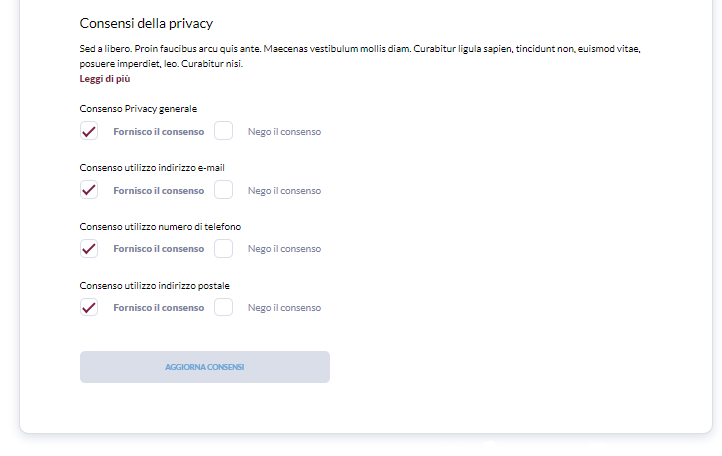 Consensi della privacy
Sed a libero. Proin faucibus arcu quis ante. Maecenas vestibulum mollis diam. Curabitur ligula sapien, tincidunt non, euismod vitae,
posuere imperdiet, leo. Curabitur nisi.
Leggi di più
Consenso Privacy generale
Fornisco il consenso Nego il consenso
Consenso utilizzo indirizzo e-mail
Fornisco il consenso Nego il consenso
Consenso utilizzo numero di telefono
Fornisco il consenso Nego il consenso
Consenso utilizzo indirizzo postale
Fornisco il consenso Nego il consenso
AGGIORNA CONSENSI